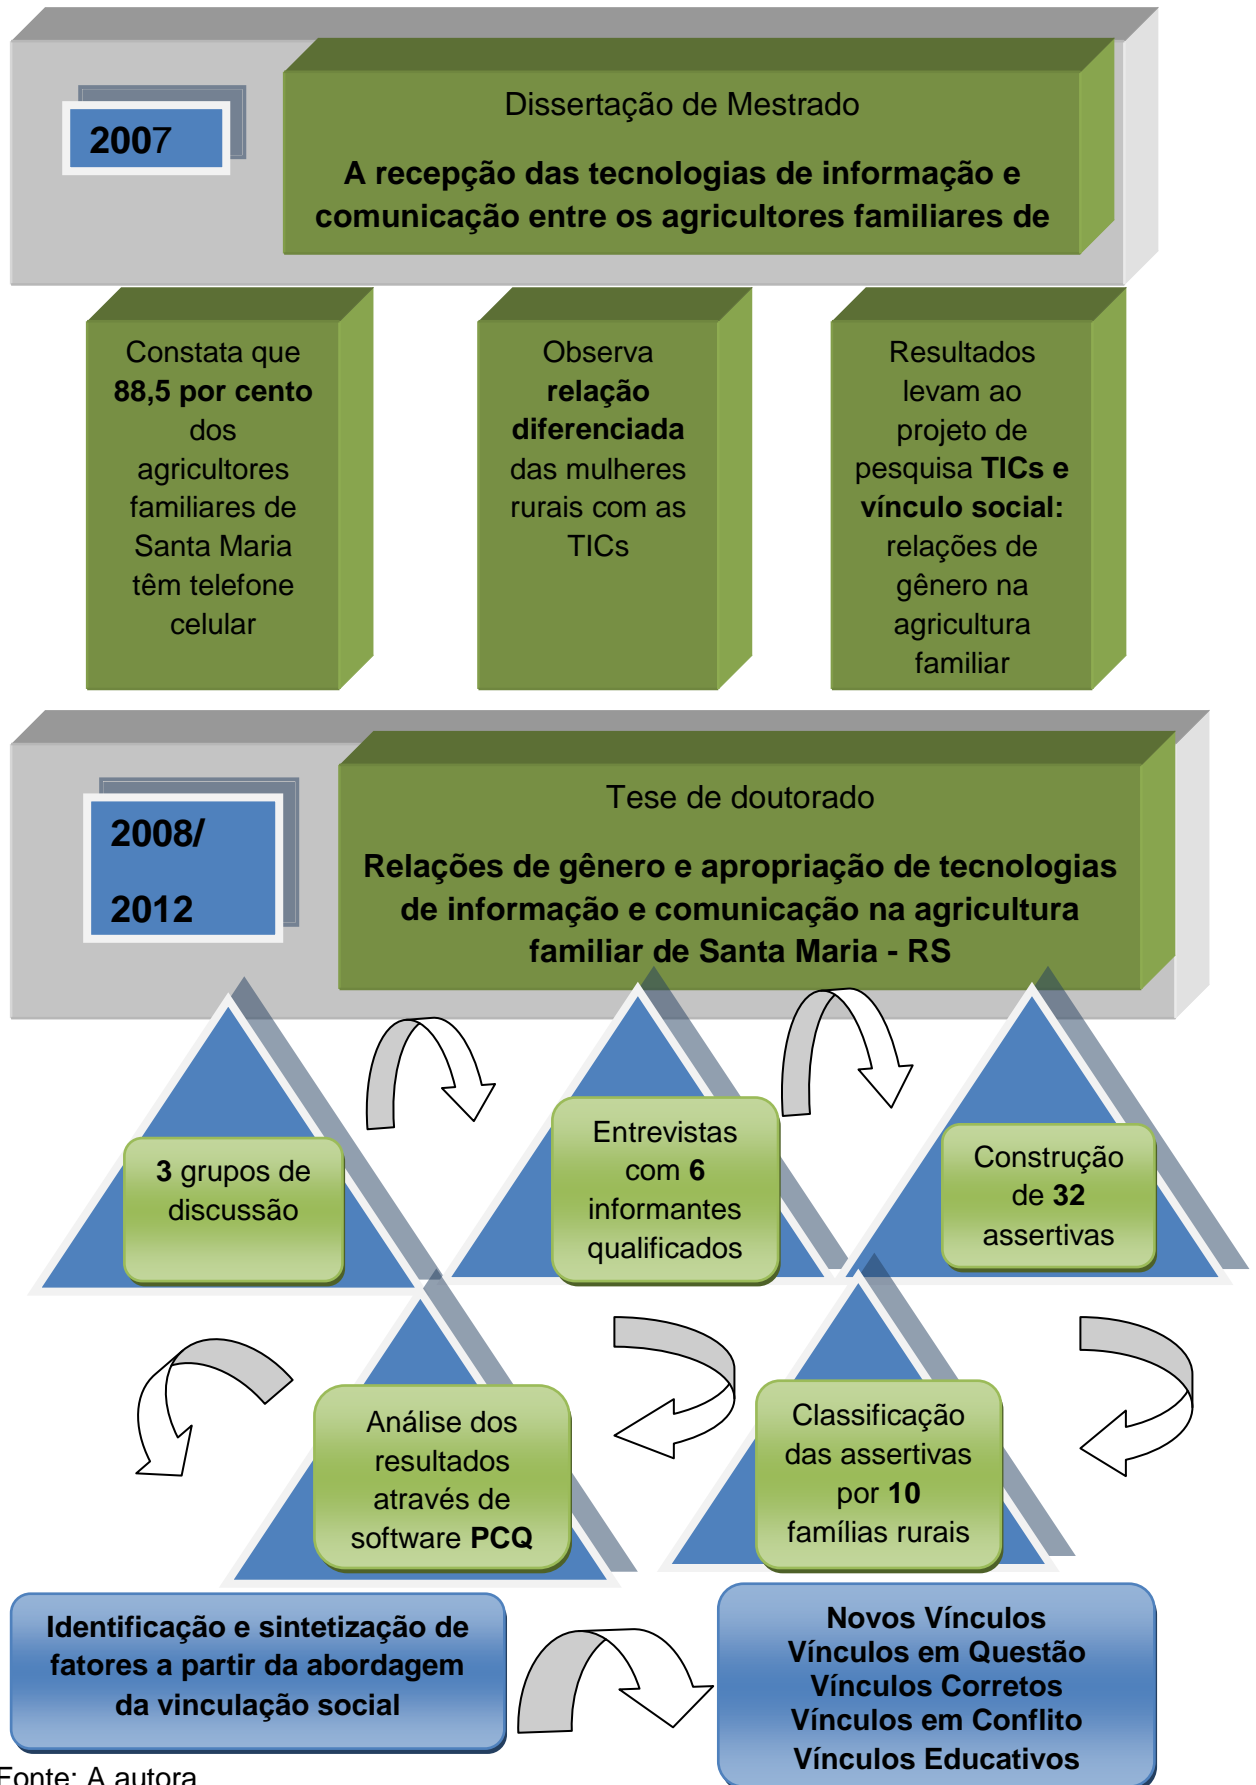 2007
Dissertação de Mestrado
A recepção das tecnologias de informação e
comunicação entre os agricultores familiares de
Constata que
88,5 por cento
dos
agricultores
familiares de
Santa Maria
têm telefone
celular
Observa
relação
diferenciada
das mulheres
rurais com as
TICs
Resultados
levam ao
projeto de
pesquisa TICs e
vínculo social:
relações de
gênero na
agricultura
familiar
2008/
2012
Tese de doutorado
Relações de gênero e apropriação de tecnologias
de informação e comunicação na agricultura
familiar de Santa Maria - RS
3 grupos de
discussão
Entrevistas
com 6
informantes
qualificados
Construção
de 32
assertivas
Classificação
das assertivas
por 10
famílias rurais
Análise dos
resultados
através de
software PCQ
Identificação e sintetização de
fatores a partir da abordagem
da vinculação social
Novos Vínculos
Vínculos em Questão
Vínculos Corretos
Vínculos em Conflito
Vínculos Educativos
Fonte: A autora